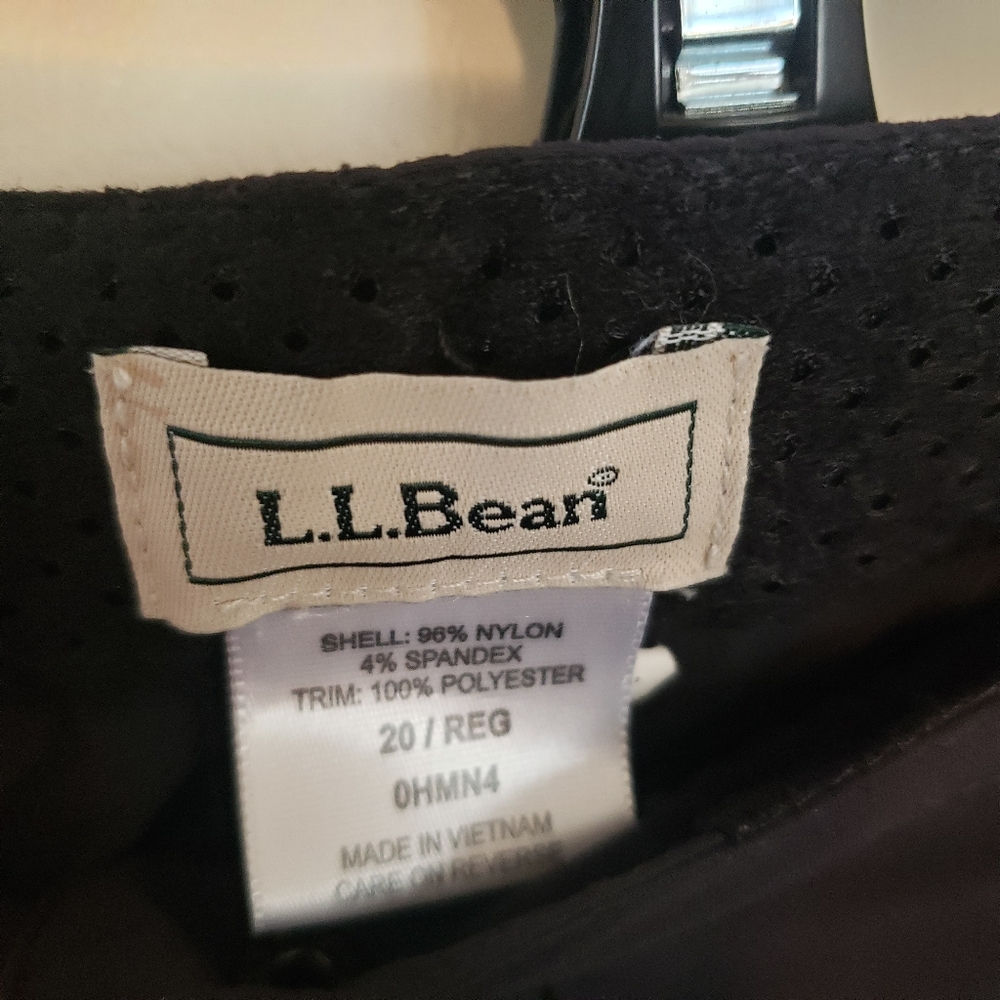 L.L.Bean®
SHELL: 96% NYLON
4% SPANDEX
TRIM: 100% POLYESTER
20 / REG
0HMN4
MADE IN VIETNAM
CARE ON REVERSE